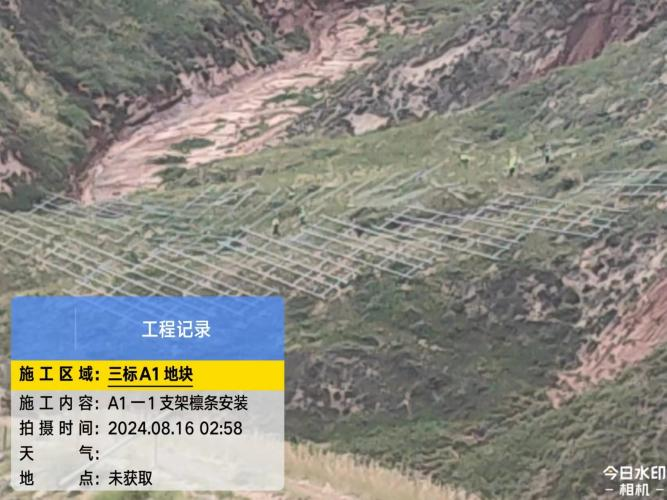 工程记录
施工区域：三标A1地块
施工内容：A1一1支架檩条安装
拍摄时间：2024.08.16 02:58
天气：
地点：未获取
今日水印
－相机－